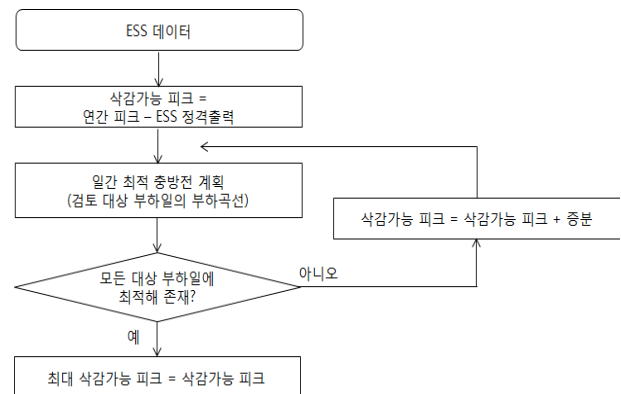 ESS 데이터
삭감가능 피크 =
연간 피크 – ESS 정격출력
일간 최적 충방전 계획
(검토 대상 부하일의 부하곡선)
삭감가능 피크 = 삭감가능 피크 + 증분
모든 대상 부하일에
최적해 존재?
아니오
예
최대 삭감가능 피크 = 삭감가능 피크